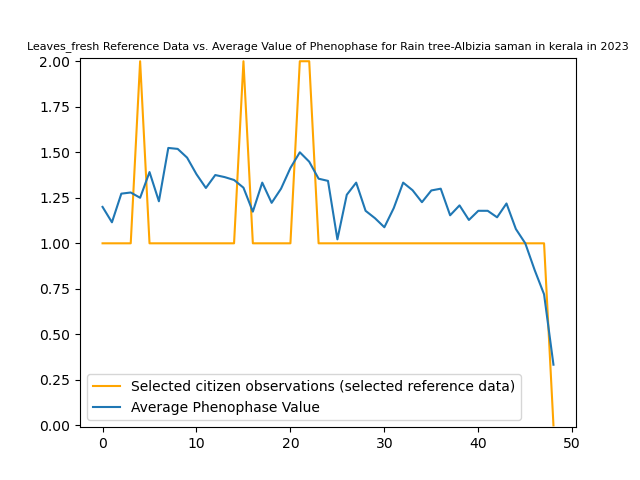 Leaves_fresh Reference Data vs. Average Value of Phenophase for Rain tree-Albizia saman in kerala in 2023
2.00
1.75
1.50
1.25
1.00
0.75
0.50
0.25
0.00
Selected citizen observations (selected reference data)
Average Phenophase Value
0 10 20 30 40 50